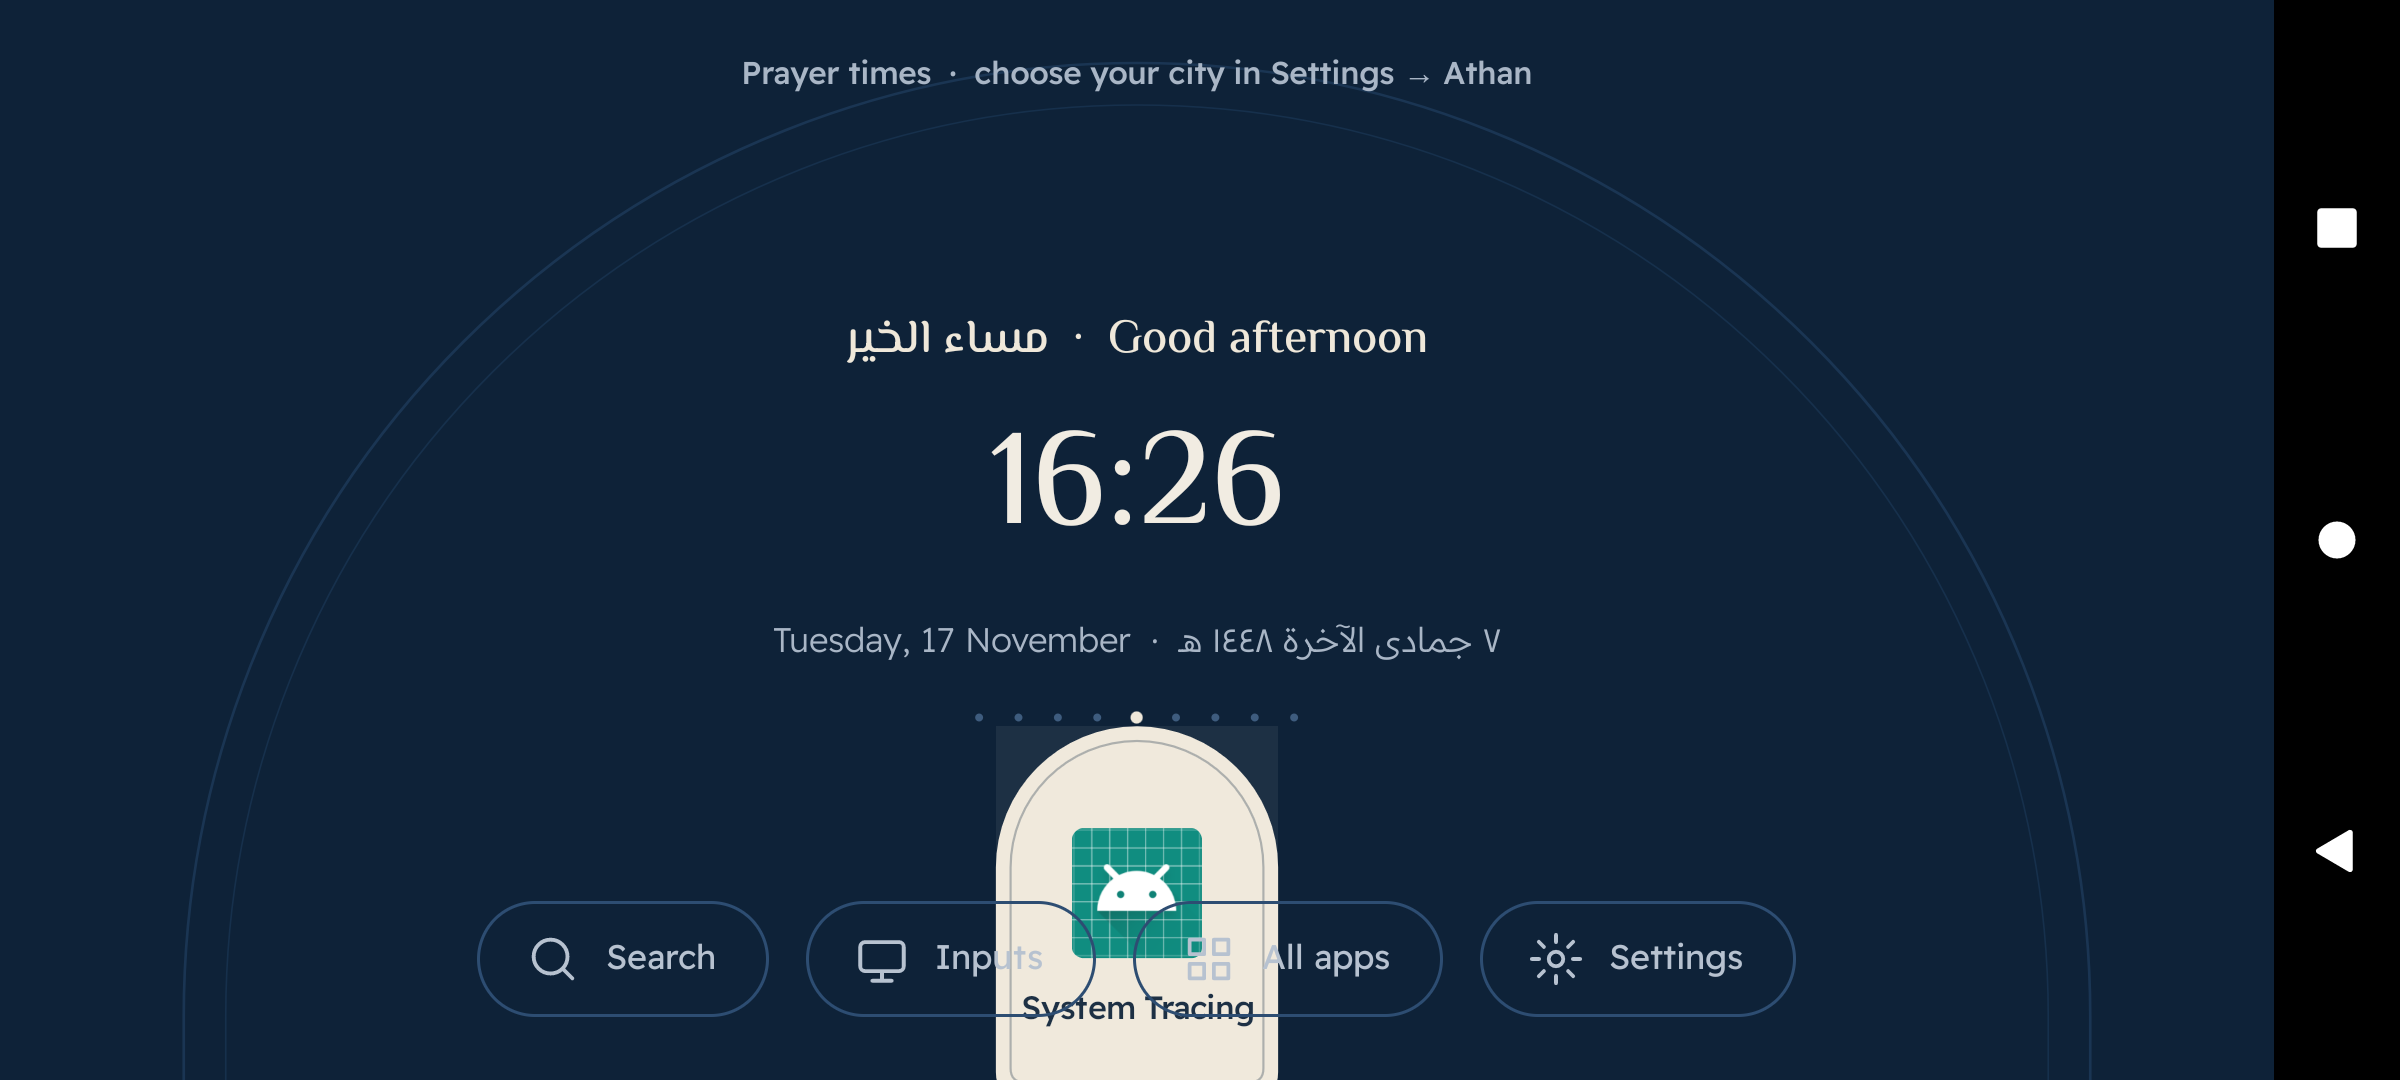 Prayer times · choose your city in Settings → Athan
مساء الخير · Good afternoon
16:26
Tuesday, 17 November · ٧ جمادى الآخرة ١٤٤٨ هـ
Search
Inputs
All apps
Settings
System Tracing